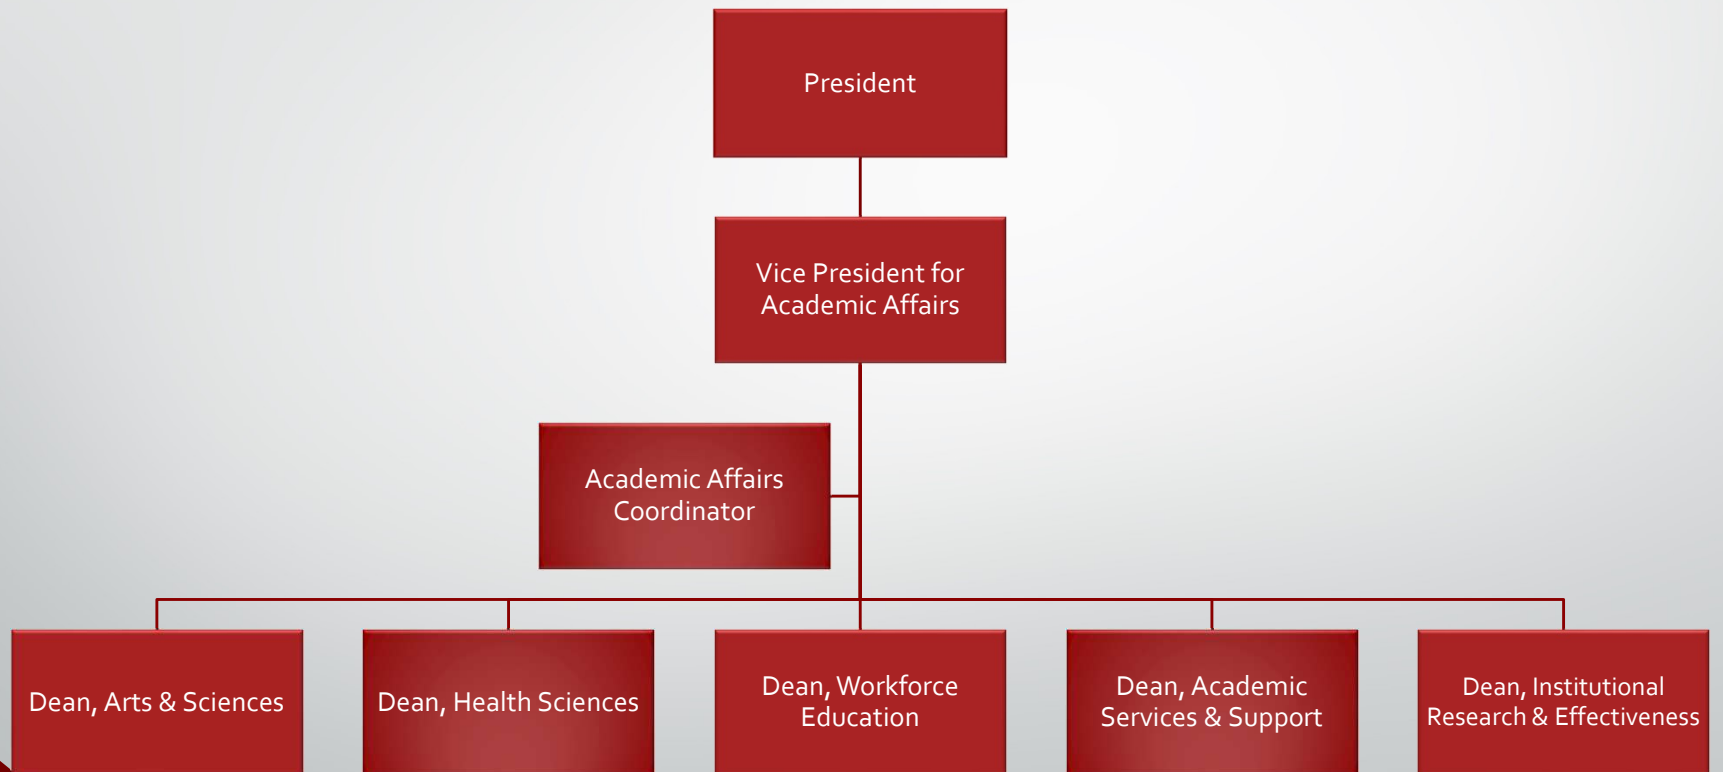 President
Vice President for
Academic Affairs
Academic Affairs
Coordinator
Dean, Arts & Sciences
Dean, Health Sciences
Dean, Workforce
Education
Dean, Academic
Services & Support
Dean, Institutional
Research & Effectiveness